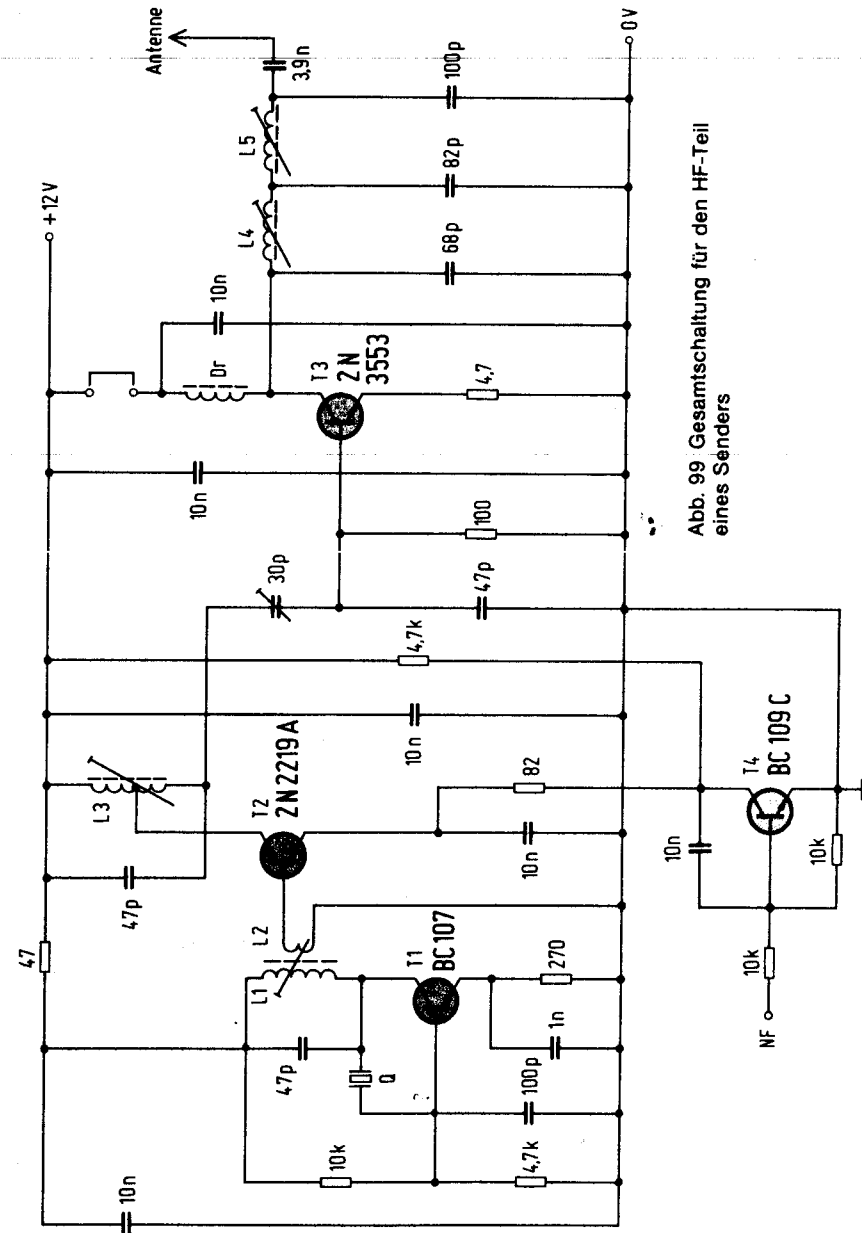 Antenne
3,9n
+12V
L5
100p
82p
L4
68p
10n
Dr
T3
2N
3553
4,7
0V
10n
100
30p
47p
4,7k
10n
L3
T2
2N2219A
82
47p
10n
T4
BC 109 C
10n
10k
10k
NF
47
L2
L1
T1
BC107
270
47p
1n
Q
100p
10k
4,7k
10n
Abb. 99 Gesamtschaltung für den HF-Teil
eines Senders